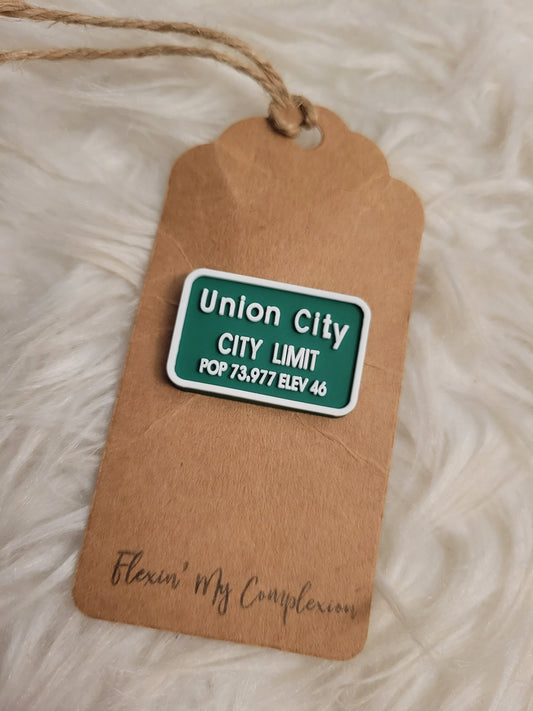 Union City
CITY LIMIT
POP 73,977 ELEV 46
Flexin' My Complexion